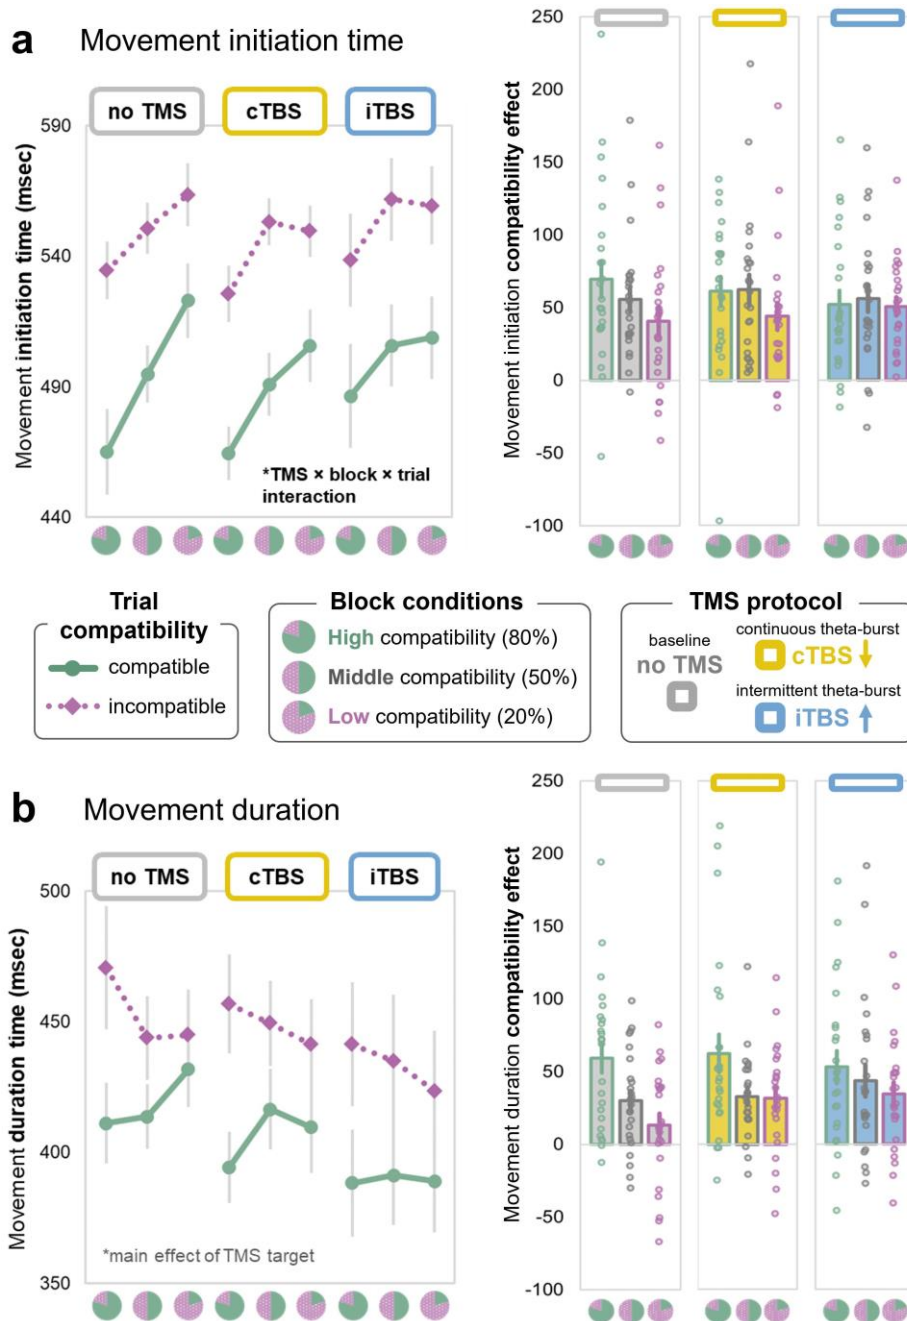 a Movement initiation time
no TMS cTBS iTBS
590
540
490
440
Movement initiation time (msec)
*TMS × block × trial
interaction
250
200
150
100
50
0
-50
-100
Movement initiation compatibility effect
Trial
compatibility
compatible
incompatible
Block conditions
High compatibility (80%)
Middle compatibility (50%)
Low compatibility (20%)
TMS protocol
baseline
no TMS
continuous theta-burst
cTBS ↓
intermittent theta-burst
iTBS ↑
b Movement duration
no TMS cTBS iTBS
500
450
400
350
Movement duration time (msec)
*main effect of TMS target
250
200
150
100
50
0
-50
-100
Movement duration compatibility effect